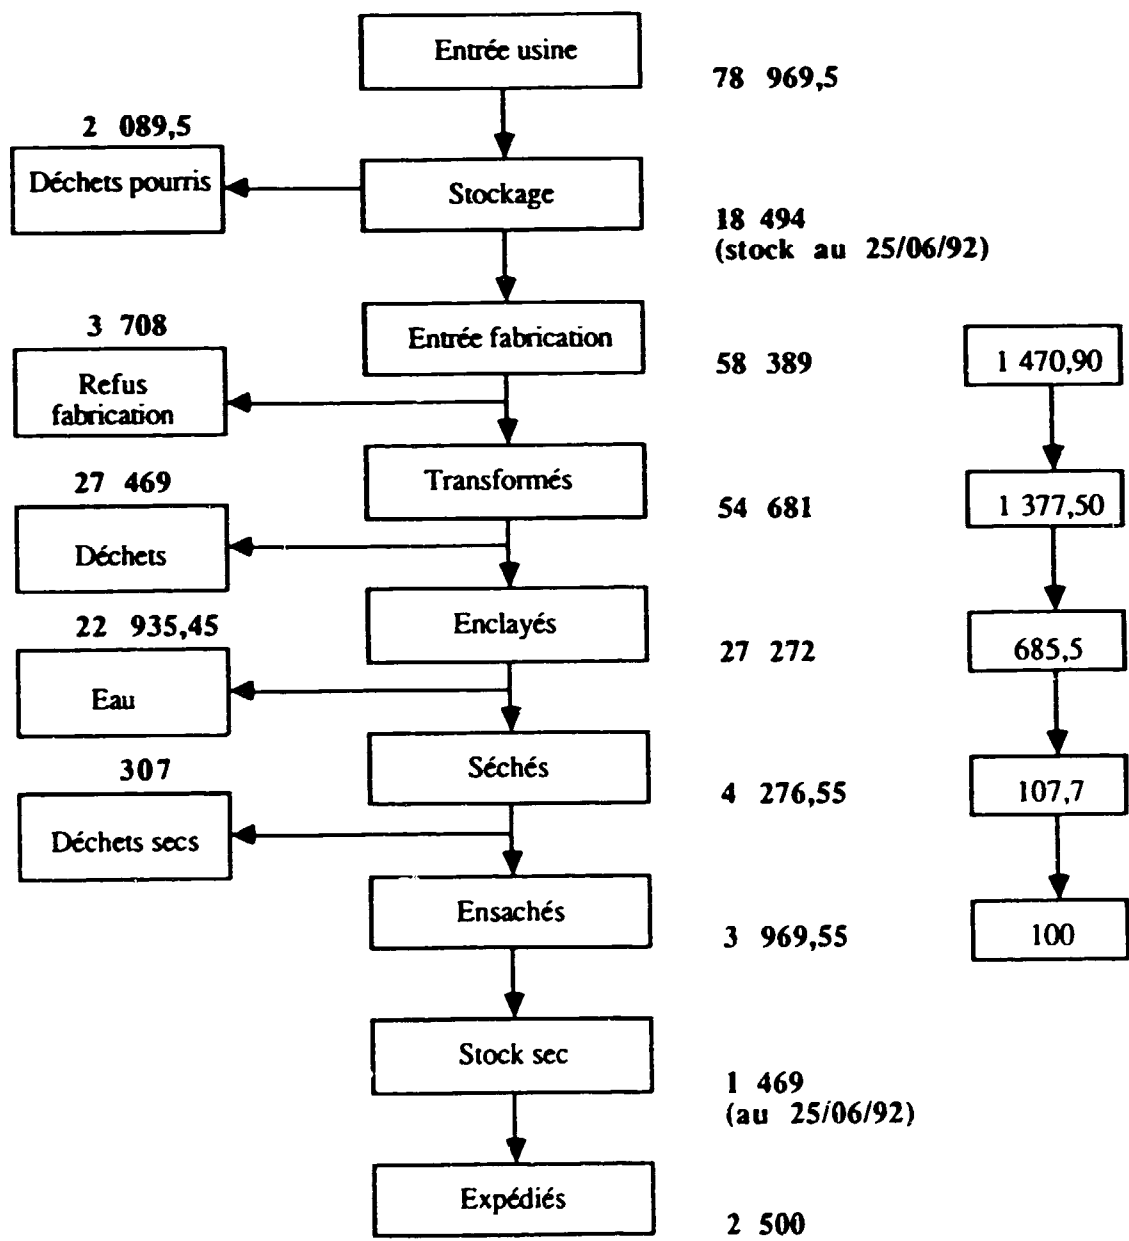 Entrée usine
78 969,5
2 089,5
Déchets pourris
Stockage
18 494
(stock au 25/06/92)
Entrée fabrication
58 389
1 470,90
3 708
Refus
fabrication
Transformés
54 681
1 377,50
27 469
Déchets
Enclayés
27 272
685,5
22 935,45
Eau
Séchés
4 276,55
107,7
307
Déchets secs
Ensachés
3 969,55
100
Stock sec
1 469
(au 25/06/92)
Expédiés
2 500